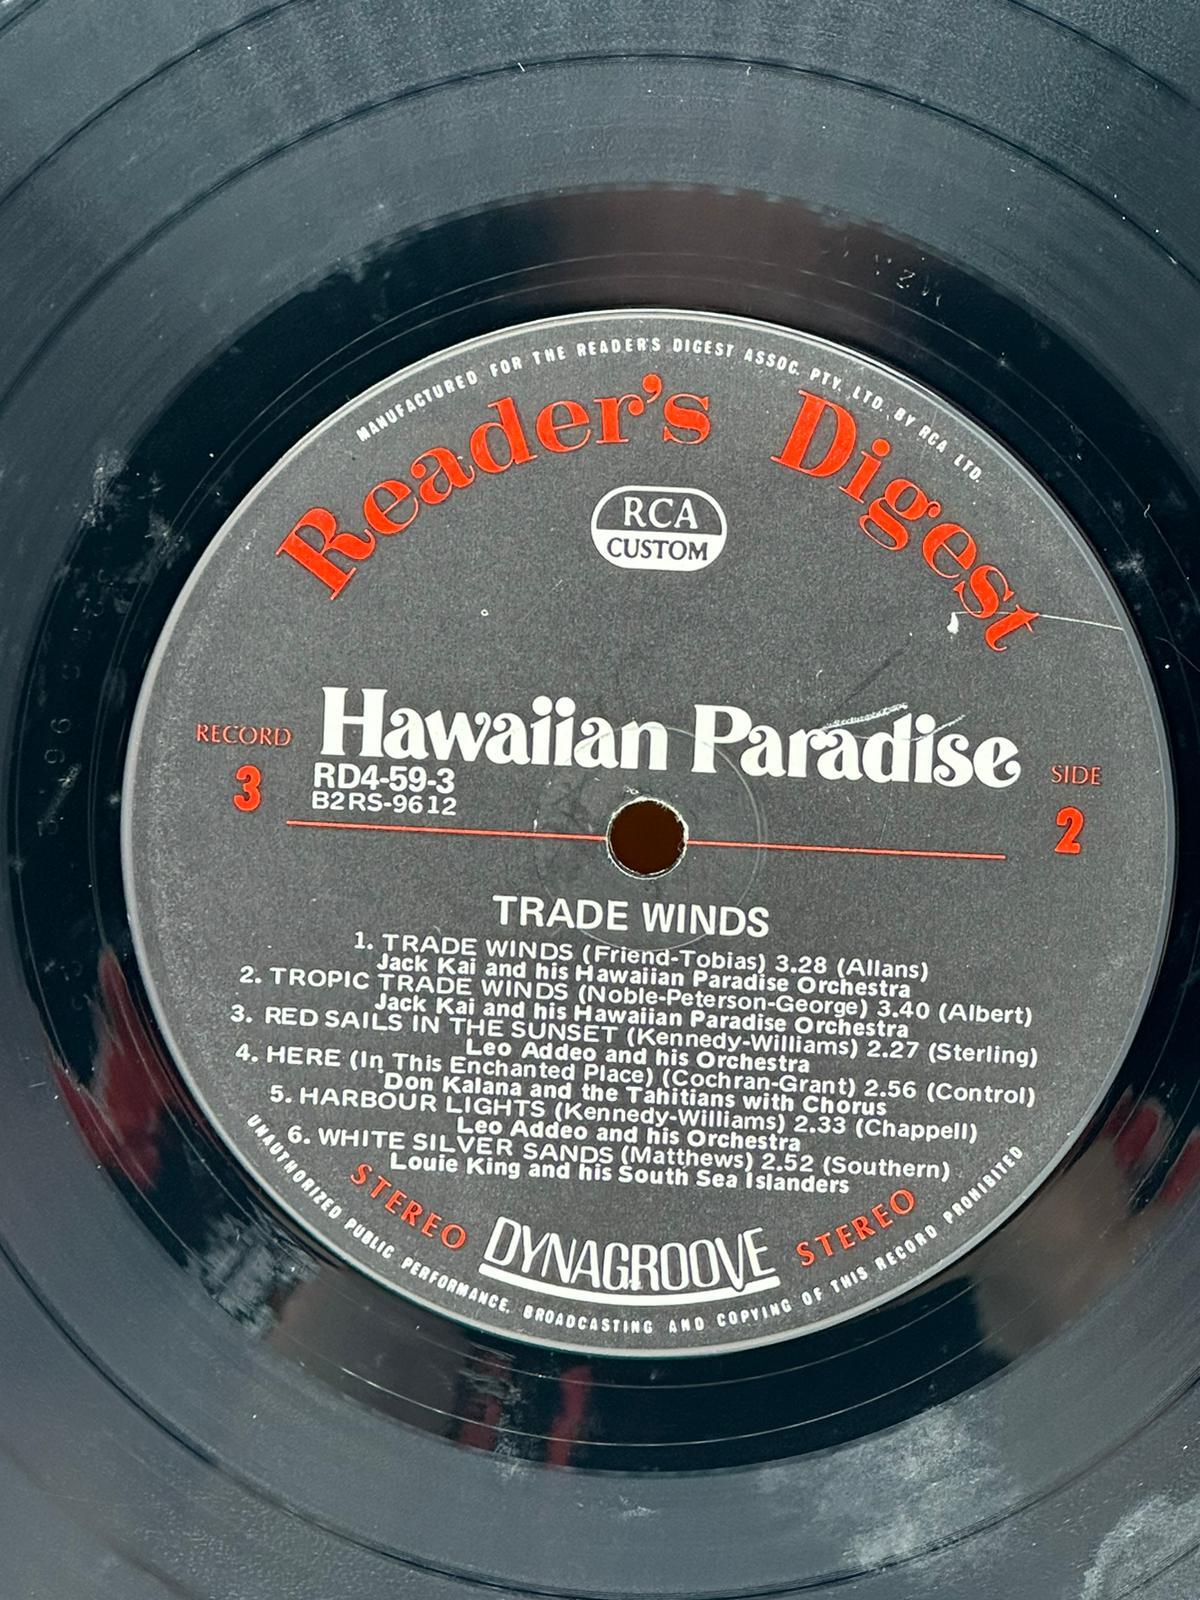 MANUFACTURED FOR THE READER'S DIGEST ASSOC. PTY. LTD. BY RCA LTD.
Reader's Digest
RCA
CUSTOM
Hawaiian Paradise
RECORD
3
RD4-59-3
B2RS-9612
SIDE
2
TRADE WINDS
1. TRADE WINDS (Friend-Tobias) 3.28 (Allans)
Jack Kai and his Hawaiian Paradise Orchestra
2. TROPIC TRADE WINDS (Noble-Peterson-George) 3.40 (Albert)
Jack Kai and his Hawaiian Paradise Orchestra
3. RED SAILS IN THE SUNSET (Kennedy-Williams) 2.27 (Sterling)
Leo Addeo and his Orchestra
4. HERE (In This Enchanted Place) (Cochran-Grant) 2.56 (Control)
Don Kalana and the Tahitians with Chorus
5. HARBOUR LIGHTS (Kennedy-Williams) 2.33 (Chappell)
Leo Addeo and his Orchestra
6. WHITE SILVER SANDS (Matthews) 2.52 (Southern)
Louie King and his South Sea Islanders
STEREO DYNAGROOVE STEREO
UNAUTHORIZED PUBLIC PERFORMANCE, BROADCASTING AND COPYING OF THIS RECORD PROHIBITED